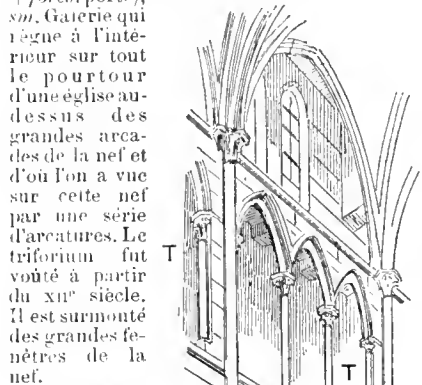 sm. Galerie qui
règne à l'inté-
rieur sur tout
le pourtour
d'une église au-
dessus des
grandes arca-
des de la nef et
d'où l'on a vue
sur cette nef
par une série
d'arcatures. Le
triforium fut
voûté à partir
du XIIe siècle.
Il est surmonté
des grandes fe-
nêtres de la
nef.
T
T